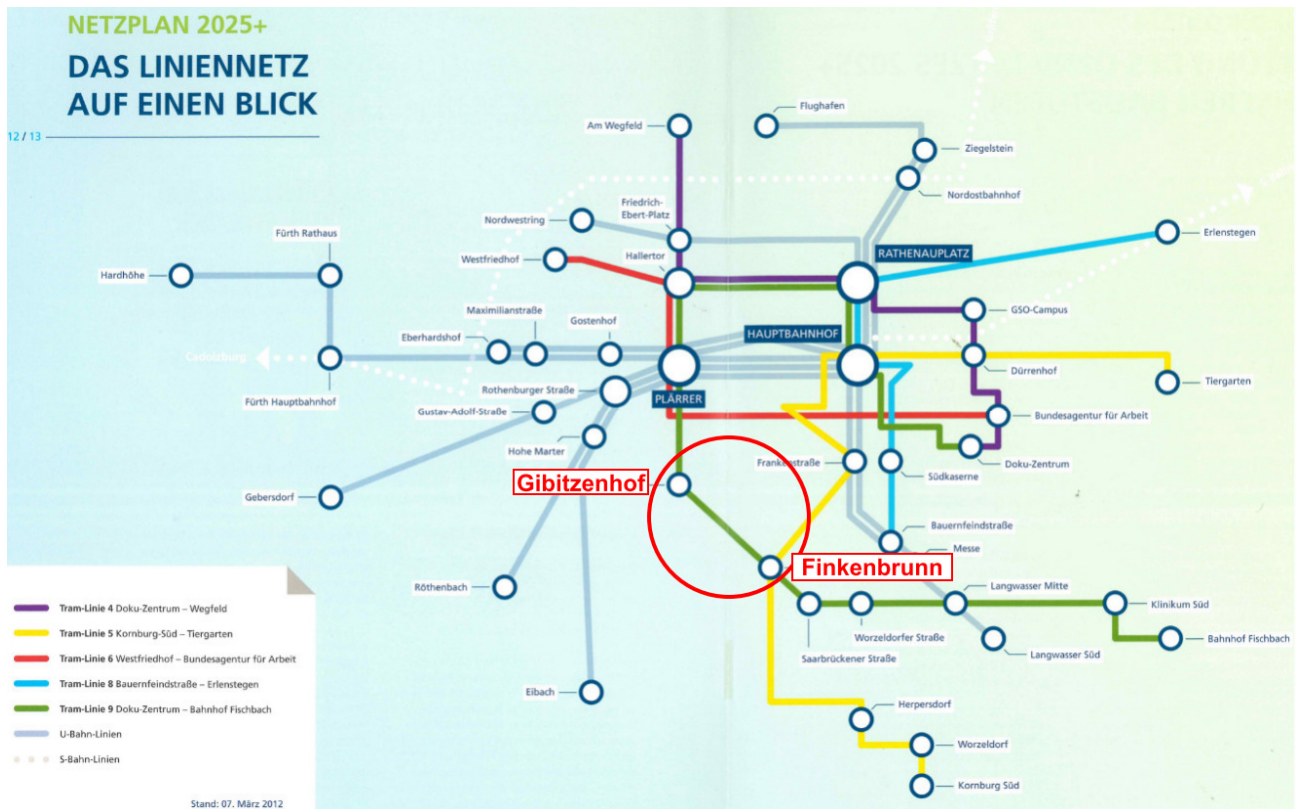 NETZPLAN 2025+
DAS LINIENNETZ
AUF EINEN BLICK
12 / 13
Am Wegfeld
Flughafen
Ziegelstein
Nordostbahnhof
Friedrich-
Ebert-Platz
Nordwestring
Fürth Rathaus
Erlenstegen
Hallertor
RATHENAUPLATZ
Westfriedhof
Hardhöhe
Maximilianstraße
Gostenhof
GSO-Campus
Eberhardshof
HAUPTBAHNHOF
Cadolzburg
Dürrenhof
Tiergarten
Rothenburger Straße
Fürth Hauptbahnhof
PLÄRRER
Gustav-Adolf-Straße
Bundesagentur für Arbeit
Hohe Marter
Frankenstraße
Doku-Zentrum
Südkaserne
Gibitzenhof
Gebersdorf
Bauernfeindstraße
Messe
Finkenbrunn
Röthenbach
Langwasser Mitte
Klinikum Süd
Worzeldorfer Straße
Bahnhof Fischbach
Saarbrückener Straße
Langwasser Süd
Eibach
Herpersdorf
Worzeldorf
Kornburg Süd
Tram-Linie 4 Doku-Zentrum – Wegfeld
Tram-Linie 5 Kornburg-Süd – Tiergarten
Tram-Linie 6 Westfriedhof – Bundesagentur für Arbeit
Tram-Linie 8 Bauernfeindstraße – Erlenstegen
Tram-Linie 9 Doku-Zentrum – Bahnhof Fischbach
U-Bahn-Linien
S-Bahn-Linien
Stand: 07. März 2012